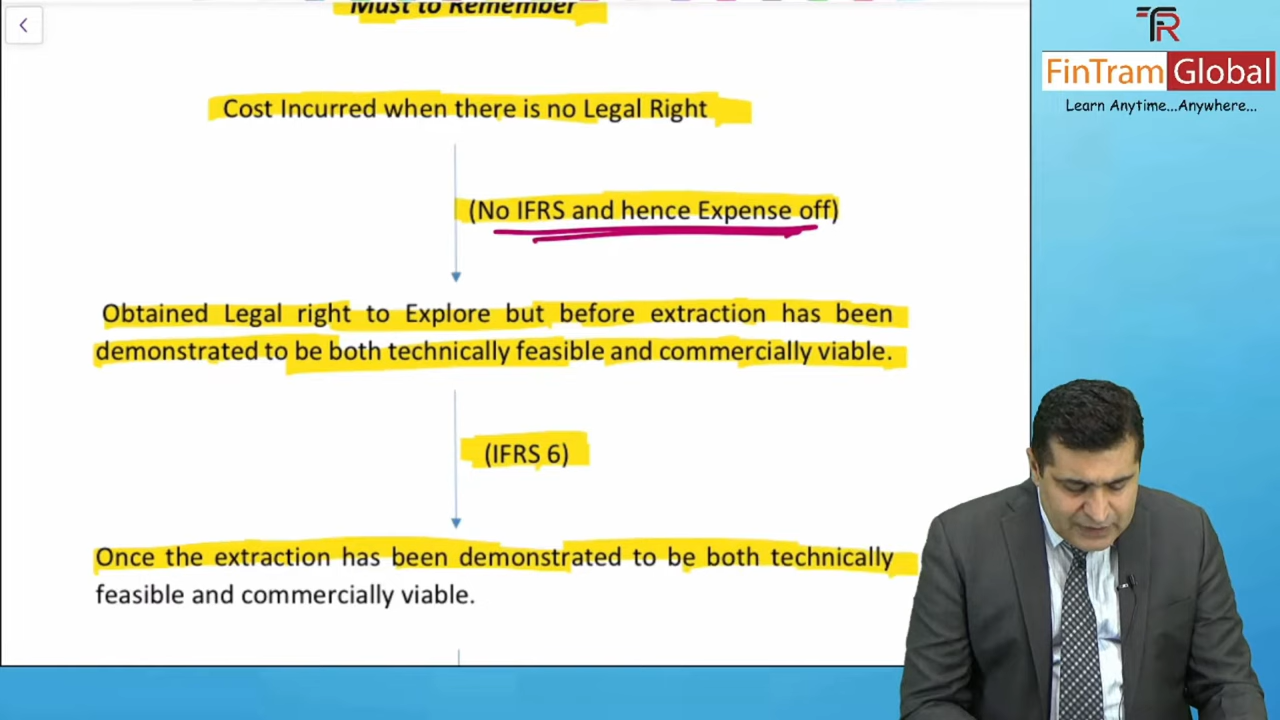 Must to Remember
Cost Incurred when there is no Legal Right
(No IFRS and hence Expense off)
Obtained Legal right to Explore but before extraction has been
demonstrated to be both technically feasible and commercially viable.
(IFRS 6)
Once the extraction has been demonstrated to be both technically
feasible and commercially viable.
FR
FinTram Global
Learn Anytime...Anywhere...